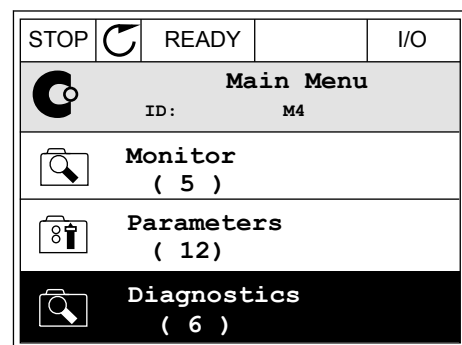 STOP READY I/O
Main Menu
ID: M4
Monitor
( 5 )
Parameters
( 12)
Diagnostics
( 6 )